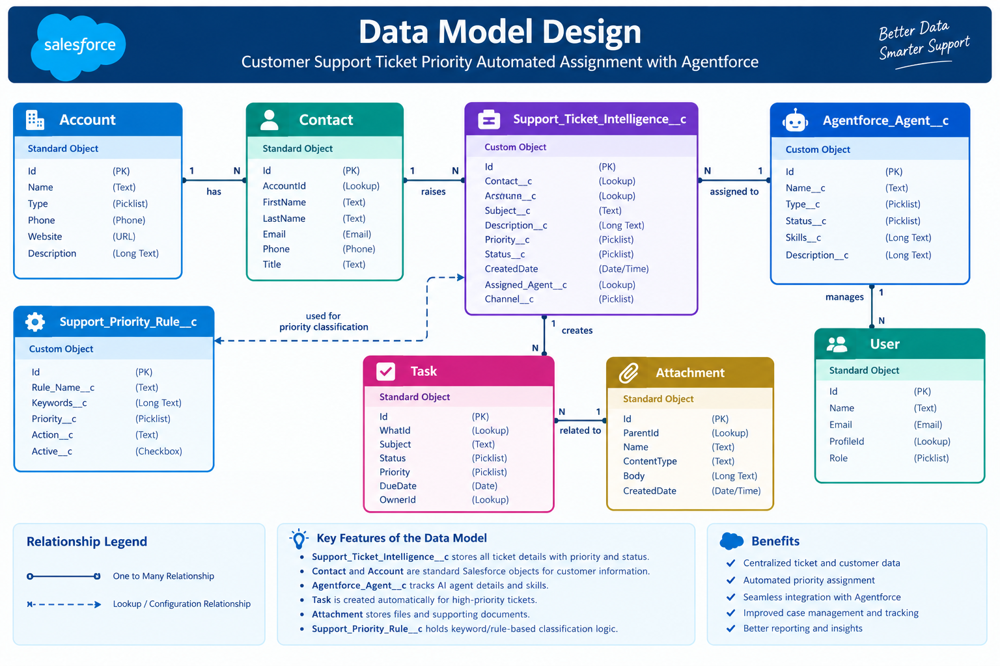 salesforce
Data Model Design
Customer Support Ticket Priority Automated Assignment with Agentforce
Better Data
Smarter Support
Account
Standard Object
Id (PK)
Name (Text)
Type (Picklist)
Phone (Phone)
Website (URL)
Description (Long Text)
1 N
has
Contact
Standard Object
Id (PK)
AccountId (Lookup)
FirstName (Text)
LastName (Text)
Email (Email)
Phone (Phone)
Title (Text)
1 N
raises
Support_Ticket_Intelligence__c
Custom Object
Id (PK)
Contact__c (Lookup)
(Lookup)
Subject__c (Text)
Description__c (Long Text)
Priority__c (Picklist)
Status__c (Picklist)
CreatedDate (Date/Time)
Assigned_Agent__c (Lookup)
Channel__c (Picklist)
N 1
assigned to
Agentforce_Agent__c
Custom Object
Id (PK)
Name__c (Text)
Type__c (Picklist)
Status__c (Picklist)
Skills__c (Long Text)
Description__c (Long Text)
manages 1
N
Support_Priority_Rule__c
Custom Object
Id (PK)
Rule_Name__c (Text)
Keywords__c (Long Text)
Priority__c (Picklist)
Action__c (Text)
Active__c (Checkbox)
used for
priority classification
1
creates
N
Task
Standard Object
Id (PK)
WhatId (Lookup)
Subject (Text)
Status (Picklist)
Priority (Picklist)
DueDate (Date)
OwnerId (Lookup)
N 1
related to
Attachment
Standard Object
Id (PK)
ParentId (Lookup)
Name (Text)
ContentType (Text)
Body (Long Text)
CreatedDate (Date/Time)
User
Standard Object
Id (PK)
Name (Text)
Email (Email)
ProfileId (Lookup)
Role (Picklist)
Relationship Legend
One to Many Relationship
Lookup / Configuration Relationship
Key Features of the Data Model
• Support_Ticket_Intelligence__c stores all ticket details with priority and status.
• Contact and Account are standard Salesforce objects for customer information.
• Agentforce_Agent__c tracks AI agent details and skills.
• Task is created automatically for high-priority tickets.
• Attachment stores files and supporting documents.
• Support_Priority_Rule__c holds keyword/rule-based classification logic.
Benefits
✔ Centralized ticket and customer data
✔ Automated priority assignment
✔ Seamless integration with Agentforce
✔ Improved case management and tracking
✔ Better reporting and insights